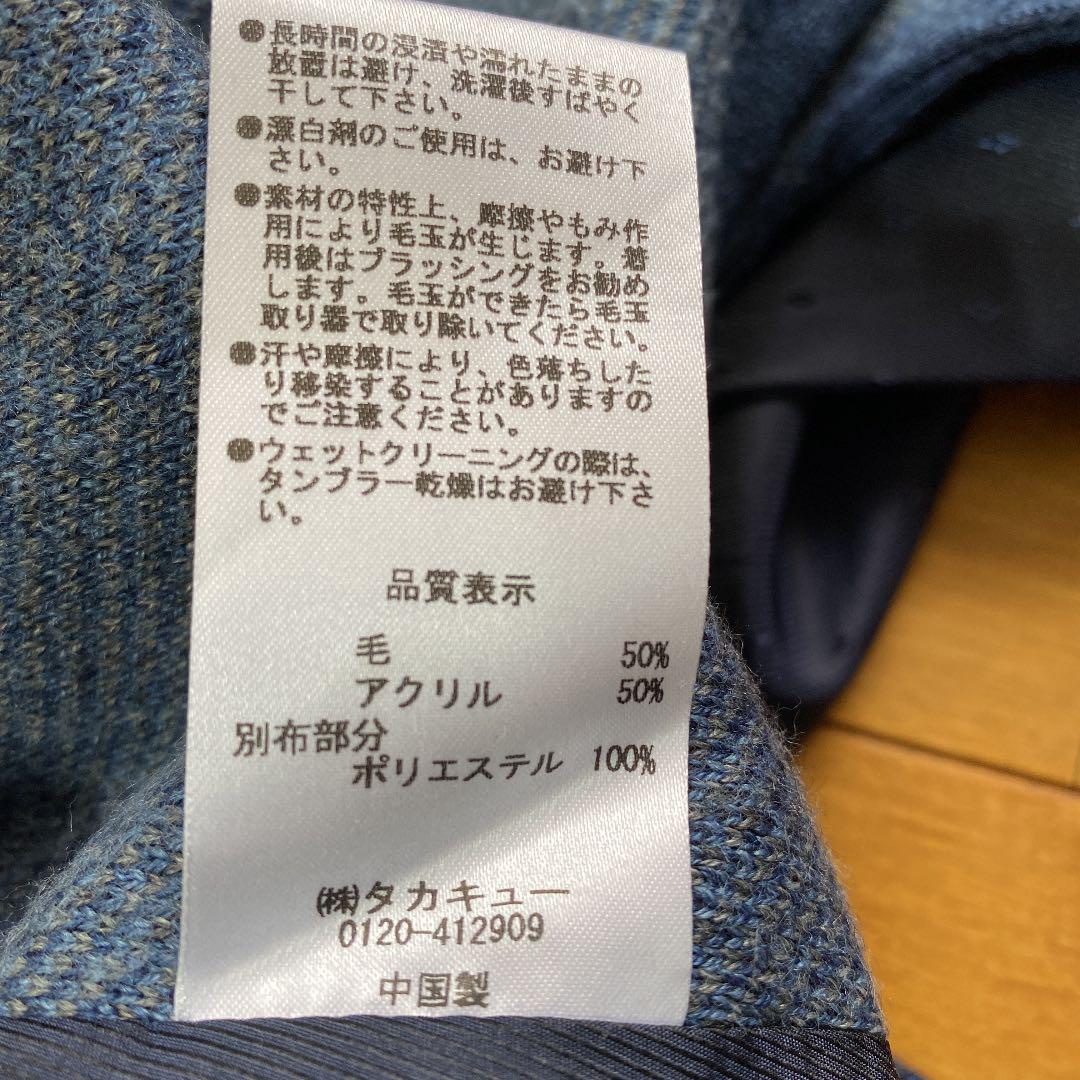 ●長時間の浸漬や濡れたままの
放置は避け、洗濯後すばやく
干して下さい。
●漂白剤のご使用は、お避け下
さい。
●素材の特性上、摩擦やもみ作
用により毛玉が生じます。着
用後はブラッシングをお勧め
します。毛玉ができたら毛玉
取り器で取り除いてください。
●汗や摩擦により、色落ちした
り移染することがありますの
でご注意ください。
●ウェットクリーニングの際は、
タンブラー乾燥はお避け下さ
い。
品質表示
毛 50%
アクリル 50%
別布部分
ポリエステル 100%
㈱タカキュー
0120-412909
中国製